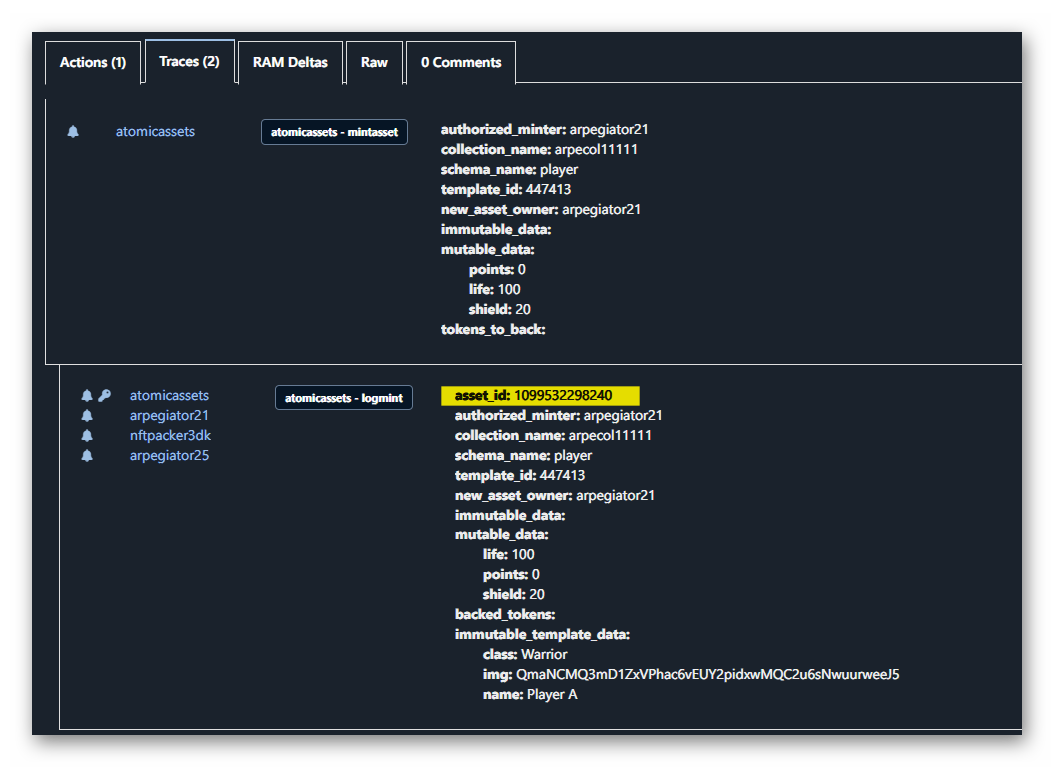 Actions (1)
Traces (2)
RAM Deltas
Raw
0 Comments
atomicassets
atomicassets - mintasset
authorized_minter: arpegiator21
collection_name: arpecol11111
schema_name: player
template_id: 447413
new_asset_owner: arpegiator21
immutable_data:
mutable_data:
points: 0
life: 100
shield: 20
tokens_to_back:
atomicassets
arpegiator21
nftpacker3dk
arpegiator25
atomicassets - logmint
asset_id: 1099532298240
authorized_minter: arpegiator21
collection_name: arpecol11111
schema_name: player
template_id: 447413
new_asset_owner: arpegiator21
immutable_data:
mutable_data:
life: 100
points: 0
shield: 20
backed_tokens:
immutable_template_data:
class: Warrior
img: QmaNCMQ3mD1ZxVPhac6vEUY2pidxwMQC2u6sNwuurweeJ5
name: Player A